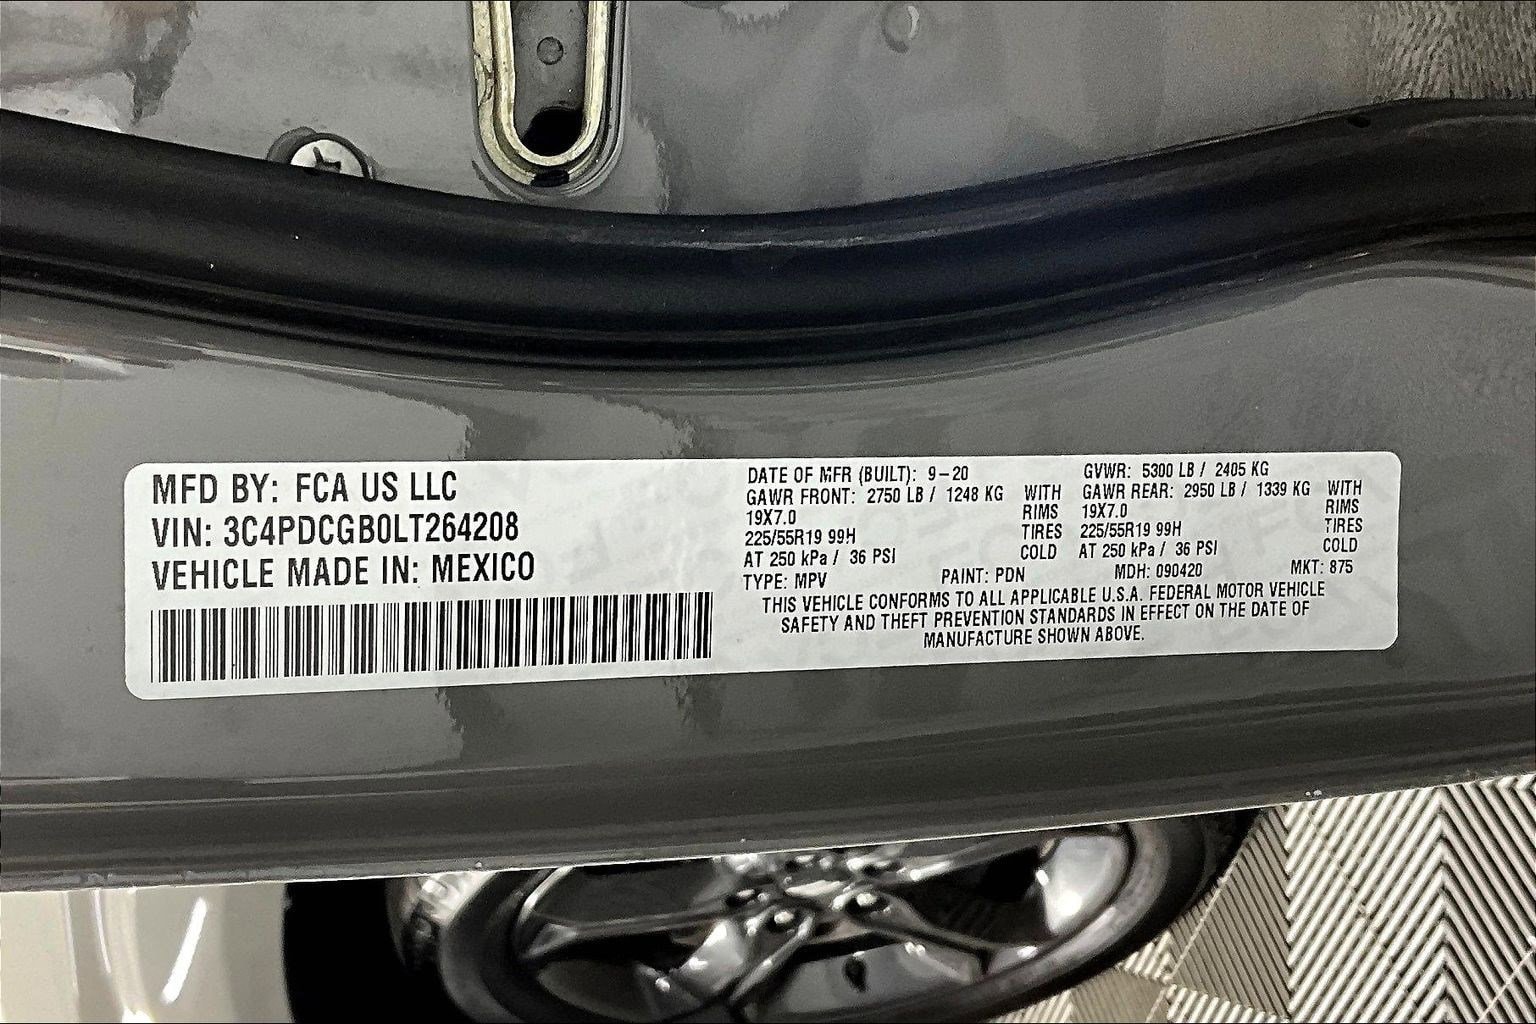 MFD BY: FCA US LLC
VIN: 3C4PDCGB0LT264208
VEHICLE MADE IN: MEXICO
DATE OF MFR (BUILT): 9-20
GAWR FRONT: 2750 LB / 1248 KG WITH
19X7.0 RIMS
225/55R19 99H TIRES
AT 250 kPa / 36 PSI COLD
GVWR: 5300 LB / 2405 KG
GAWR REAR: 2950 LB / 1339 KG WITH
19X7.0 RIMS
225/55R19 99H TIRES
AT 250 kPa / 36 PSI COLD
TYPE: MPV PAINT: PDN MDH: 090420 MKT: 875
THIS VEHICLE CONFORMS TO ALL APPLICABLE U.S.A. FEDERAL MOTOR VEHICLE
SAFETY AND THEFT PREVENTION STANDARDS IN EFFECT ON THE DATE OF
MANUFACTURE SHOWN ABOVE.